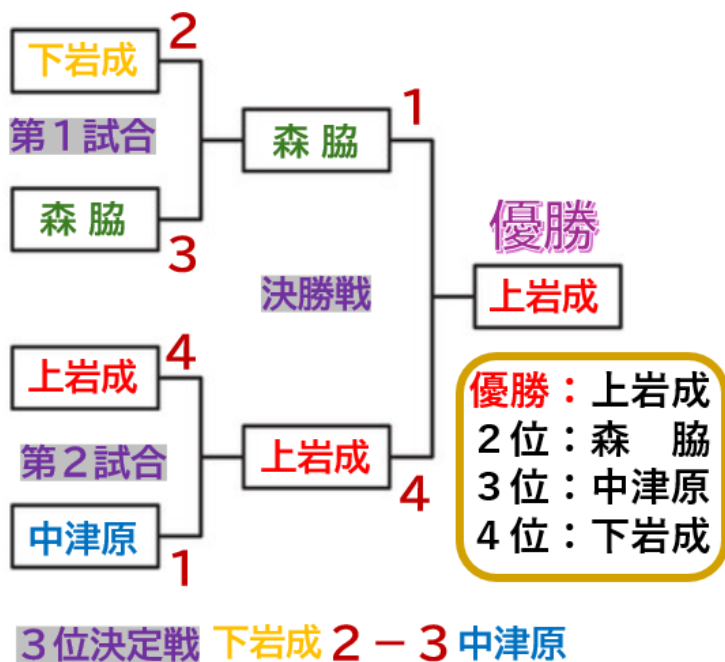 下岩成
2
第1試合
森 脇
3
森 脇
1
決勝戦
優勝
上岩成
上岩成
4
第2試合
中津原
1
上岩成
4
優勝：上岩成
2位：森　脇
3位：中津原
4位：下岩成
3位決定戦 下岩成 2－3 中津原